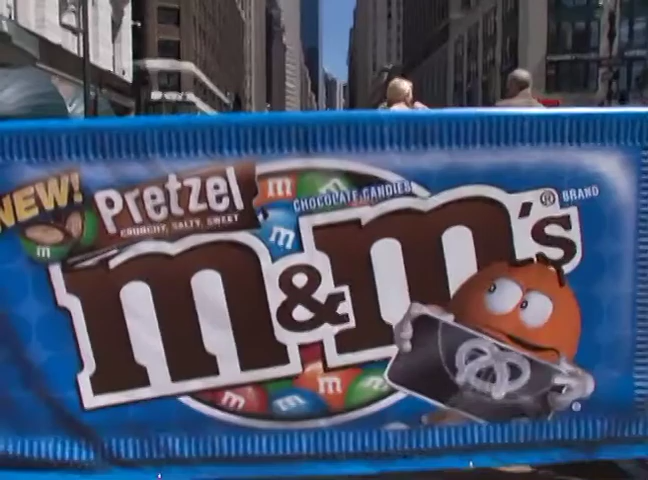 NEW!
Pretzel
CRUNCHY, SALTY, SWEET
CHOCOLATE CANDIES
m&m's® BRAND
m
m
m
m
m
m
m